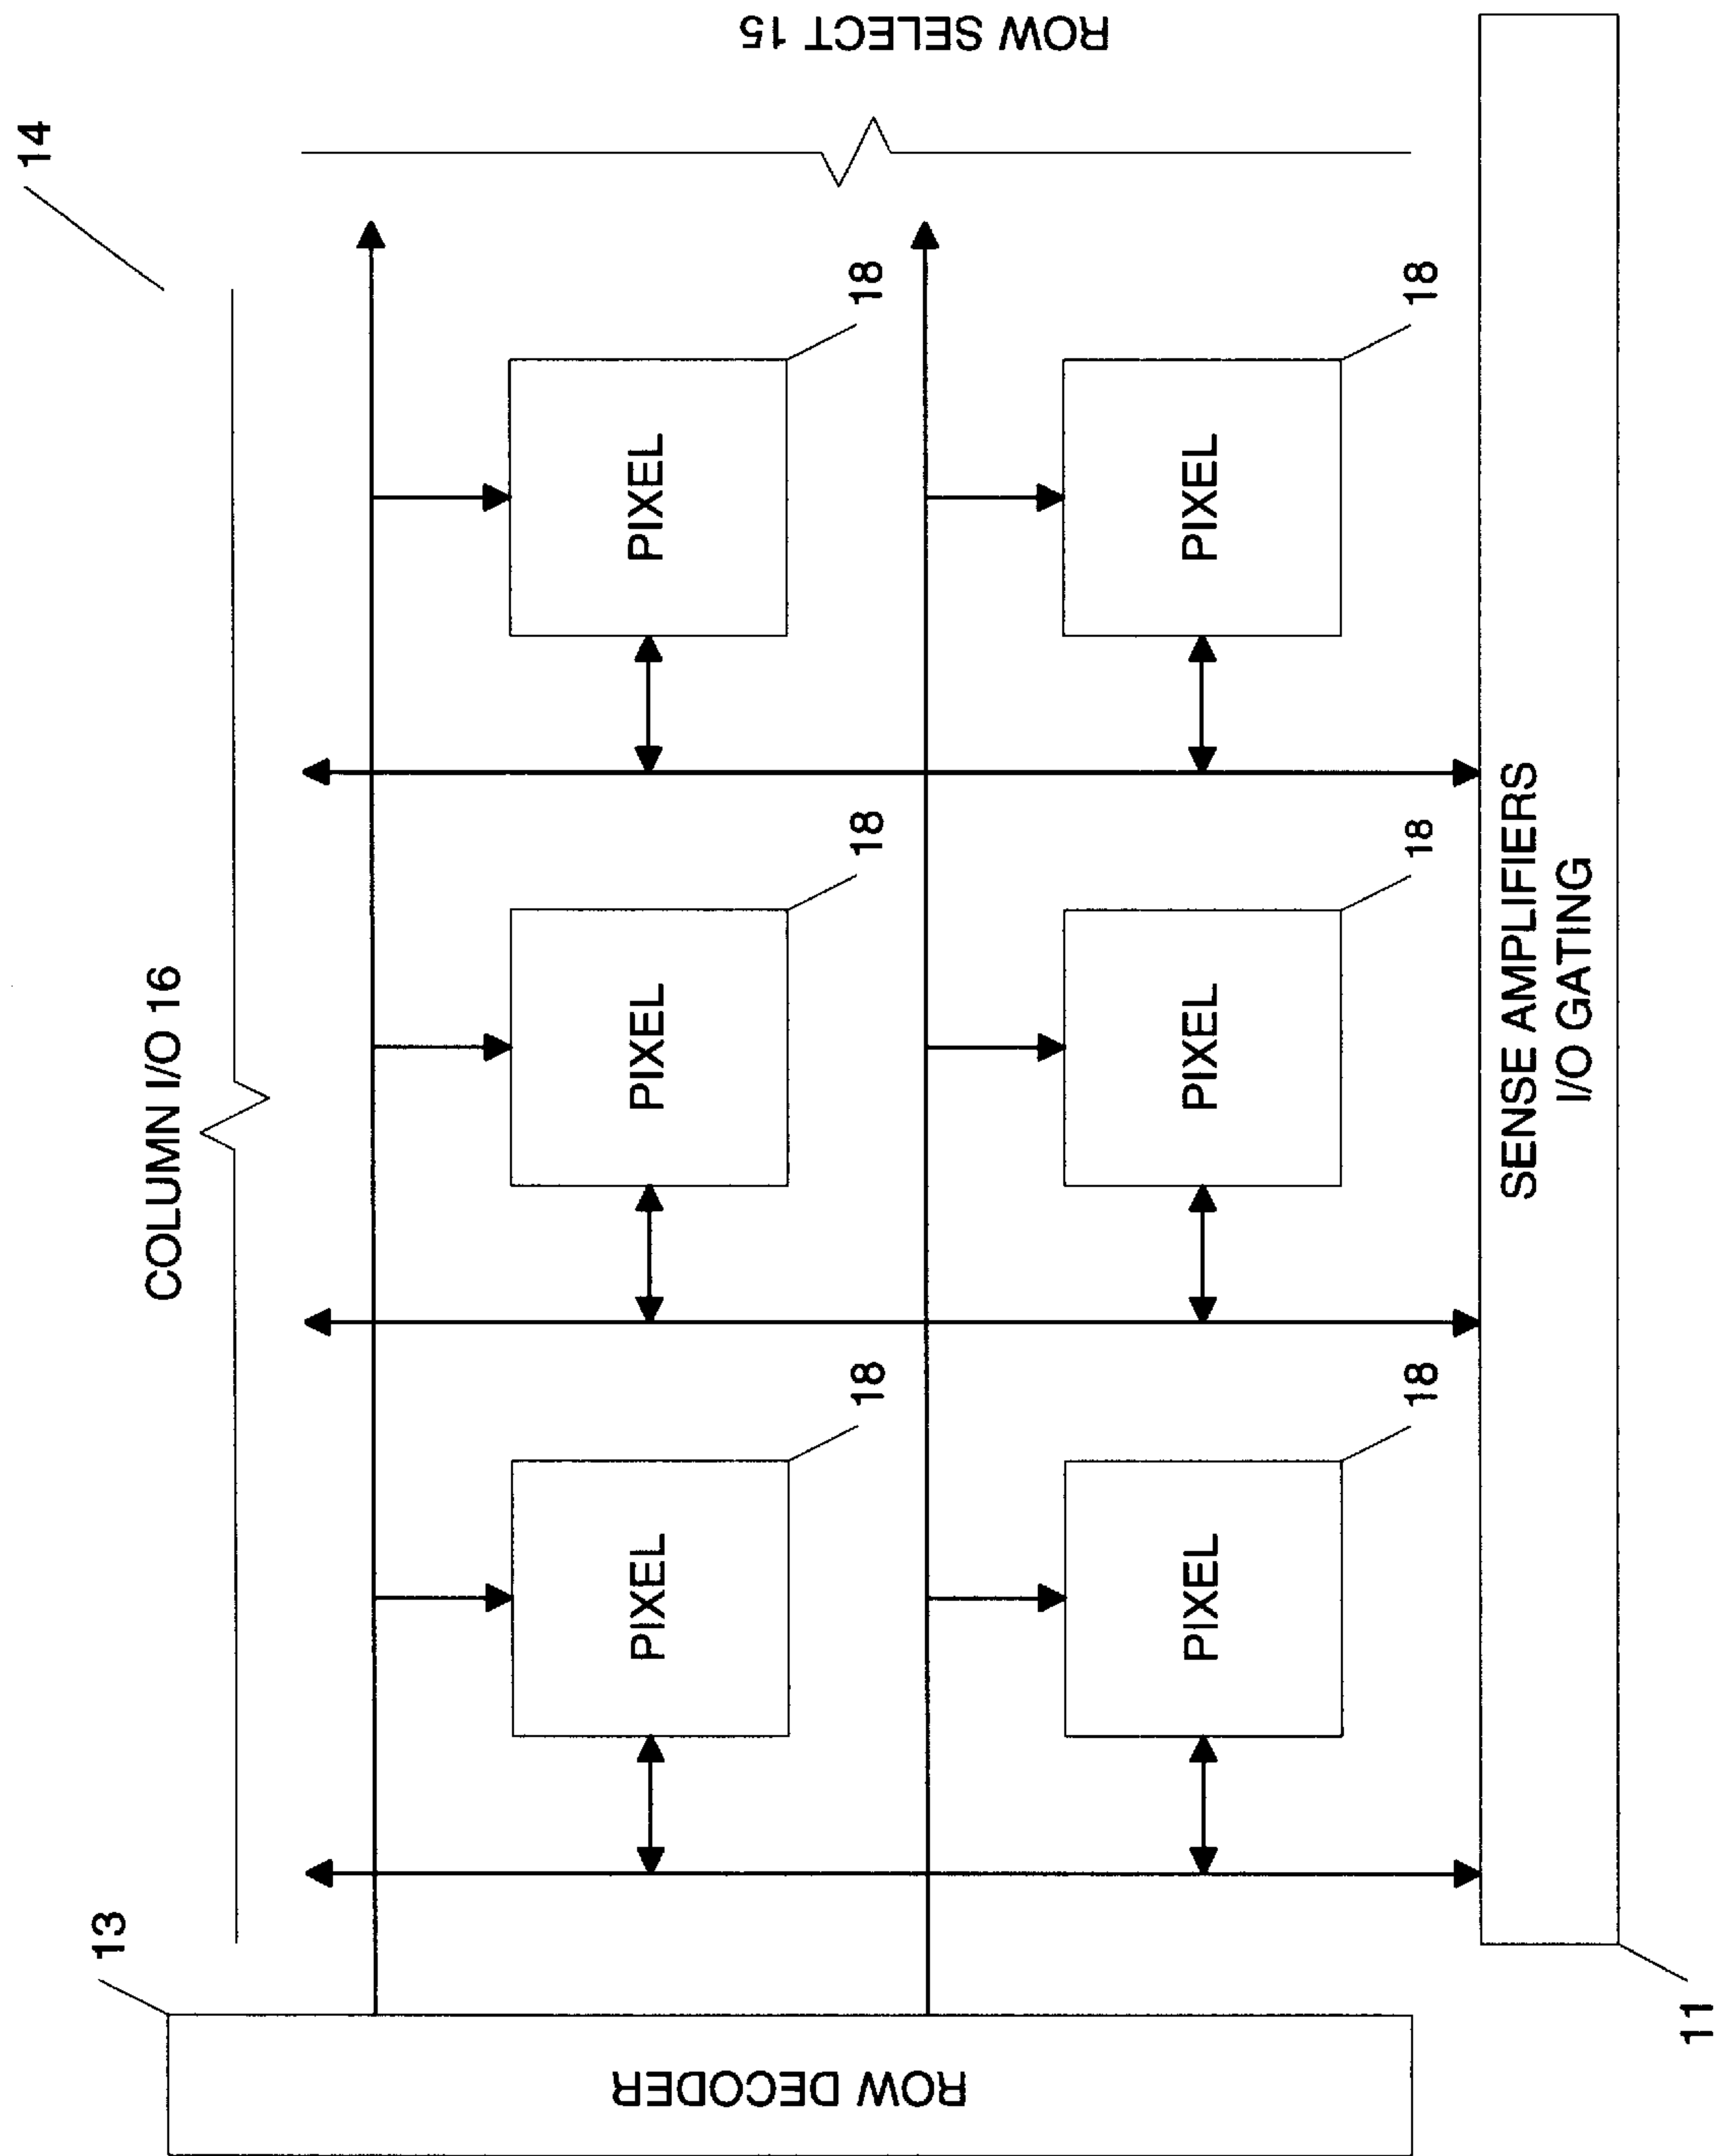 14
COLUMN I/O 16
13
ROW DECODER
ROW SELECT 15
PIXEL
18
PIXEL
18
PIXEL
18
PIXEL
18
PIXEL
18
PIXEL
18
SENSE AMPLIFIERS
I/O GATING
11